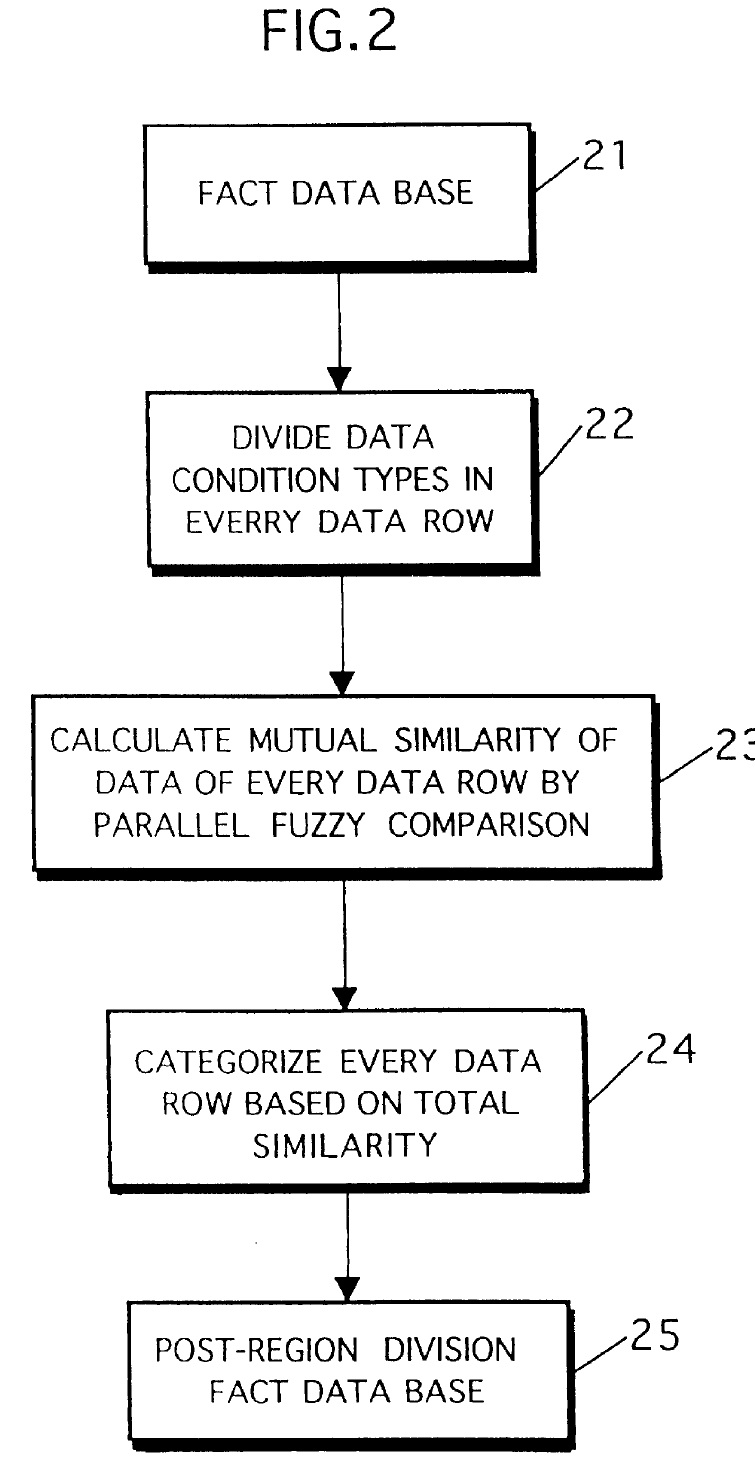 FIG.2
FACT DATA BASE
21
DIVIDE DATA
CONDITION TYPES IN
EVERRY DATA ROW
22
CALCULATE MUTUAL SIMILARITY OF
DATA OF EVERY DATA ROW BY
PARALLEL FUZZY COMPARISON
23
CATEGORIZE EVERY DATA
ROW BASED ON TOTAL
SIMILARITY
24
POST-REGION DIVISION
FACT DATA BASE
25